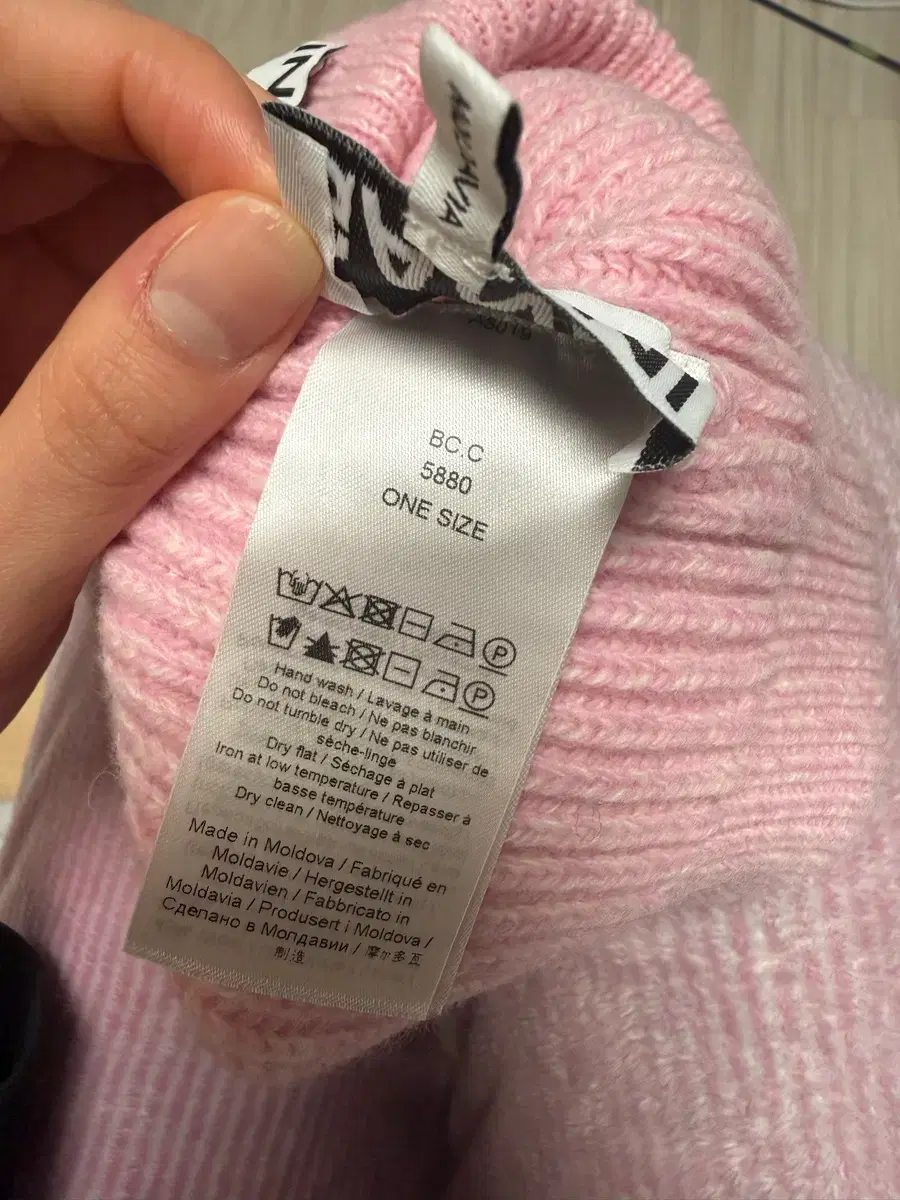 A8019
BC.C
5880
ONE SIZE
P
P
Hand wash / Lavage à main
Do not bleach / Ne pas blanchir
Do not tumble dry / Ne pas utiliser de
sèche-linge
Dry flat / Séchage à plat
Iron at low temperature / Repasser à
basse température
Dry clean / Nettoyage à sec
Made in Moldova / Fabriqué en
Moldavie / Hergestellt in
Moldavien / Fabbricato in
Moldavia / Produsert i Moldova /
Сделано в Молдавии / 摩尔多瓦
制造